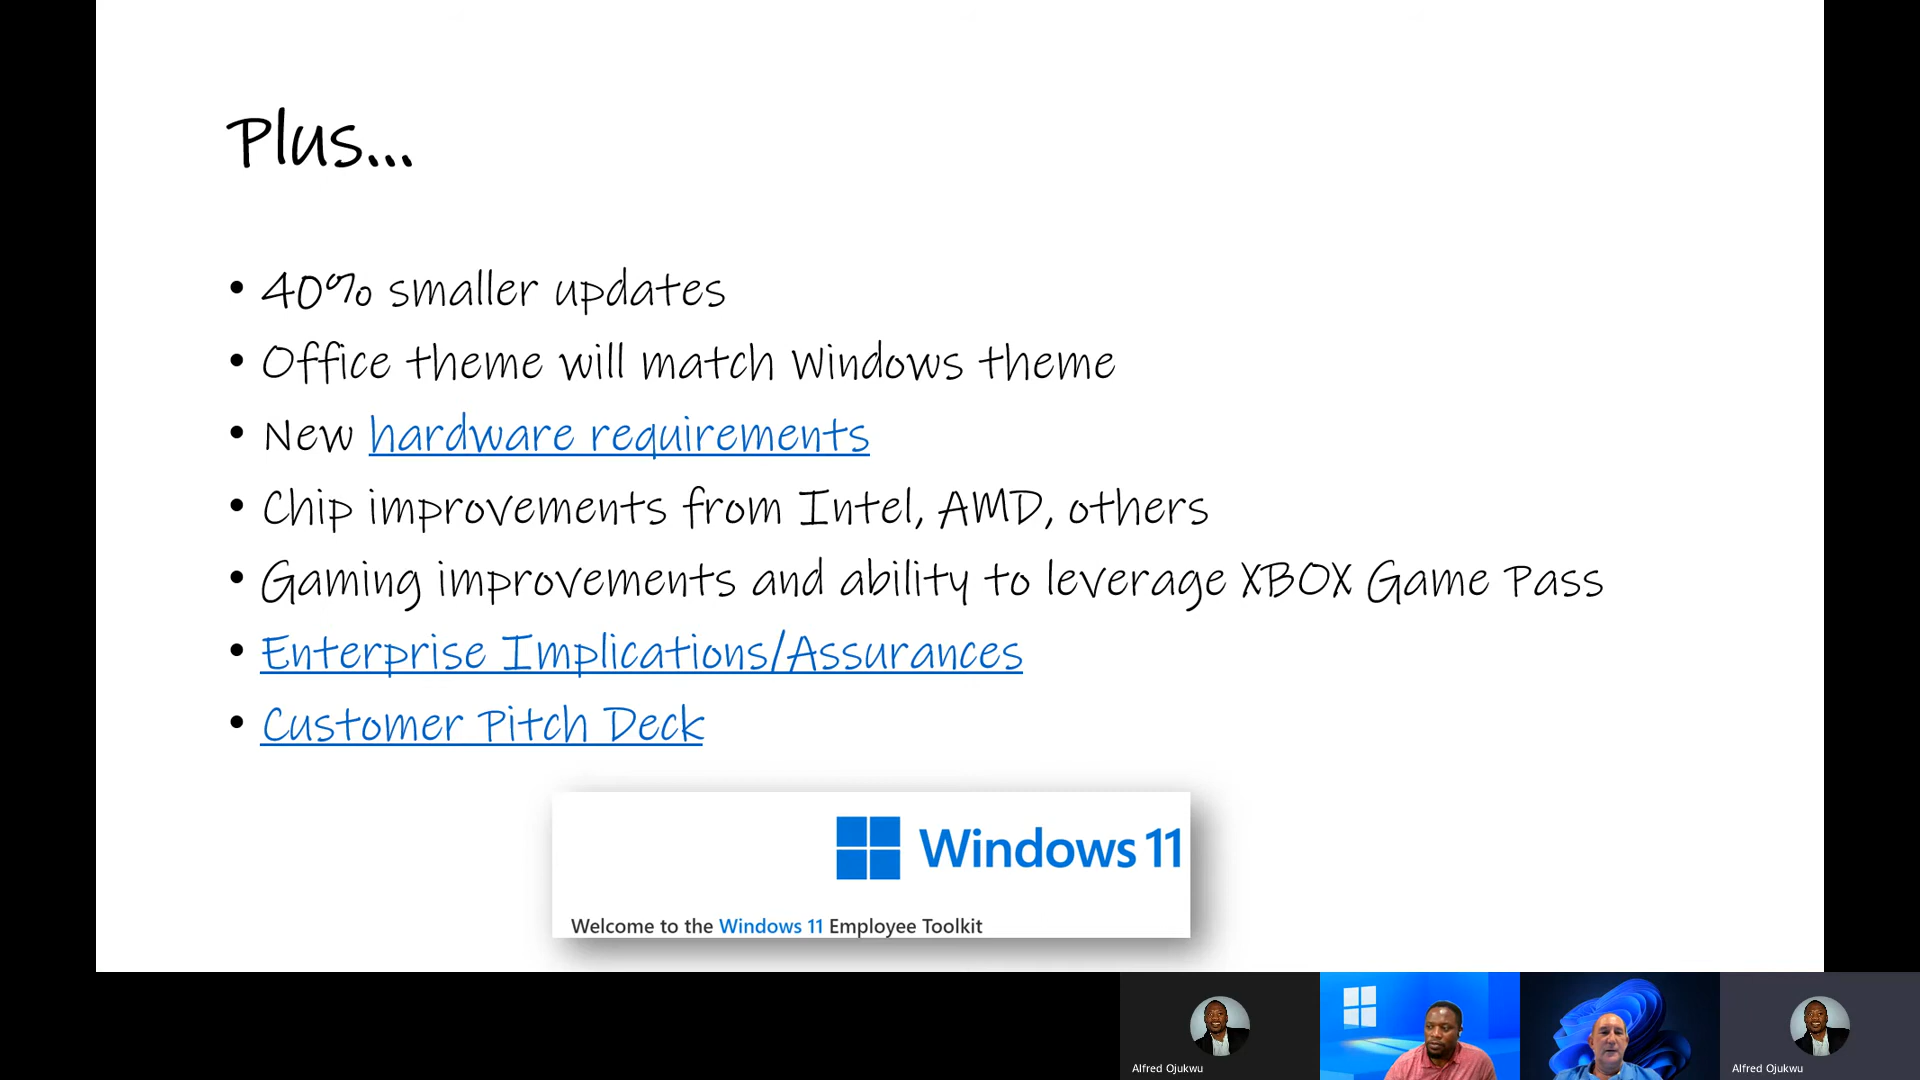 Plus...
• 40% smaller updates
• Office theme will match Windows theme
• New hardware requirements
• Chip improvements from Intel, AMD, others
• Gaming improvements and ability to leverage XBOX Game Pass
• Enterprise Implications/Assurances
• Customer Pitch Deck
Windows 11
Welcome to the Windows 11 Employee Toolkit
Alfred Ojukwu
Alfred Ojukwu